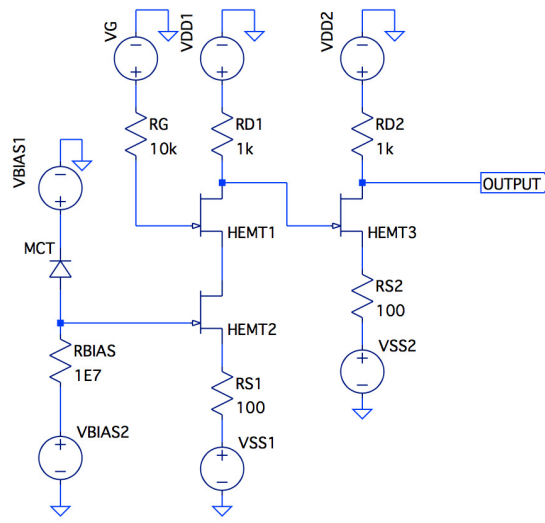 VG
VDD1
VDD2
RG
10k
RD1
1k
RD2
1k
VBIAS1
OUTPUT
MCT
HEMT1
HEMT3
RS2
100
HEMT2
RBIAS
1E7
RS1
100
VSS2
VBIAS2
VSS1